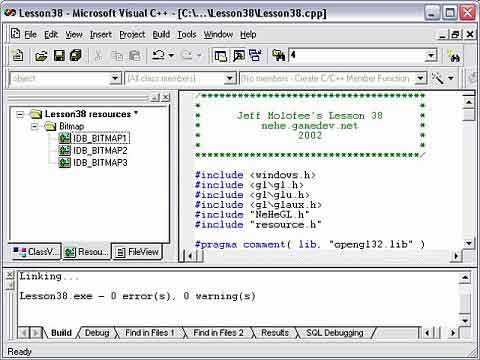 Lesson38 - Microsoft Visual C++ - [C:\...\Lesson38\Lesson38.cpp]
File Edit View Insert Project Build Tools Window Help
4
object (All class members) (No members - Create C/C++ Member Function
Lesson38 resources *
Bitmap
IDB_BITMAP1
IDB_BITMAP2
IDB_BITMAP3
ClassV... Resou... FileView
/***********************************
* *
* Jeff Molofee's Lesson 38 *
* nehe.gamedev.net *
* 2002 *
* *
***********************************/
#include <windows.h>
#include <gl\gl.h>
#include <gl\glu.h>
#include <gl\glaux.h>
#include "NeHeGL.h"
#include "resource.h"
#pragma comment( lib, "opengl32.lib" )
Linking...
Lesson38.exe - 0 error(s), 0 warning(s)
Build Debug Find in Files 1 Find in Files 2 Results SQL Debugging
Ready